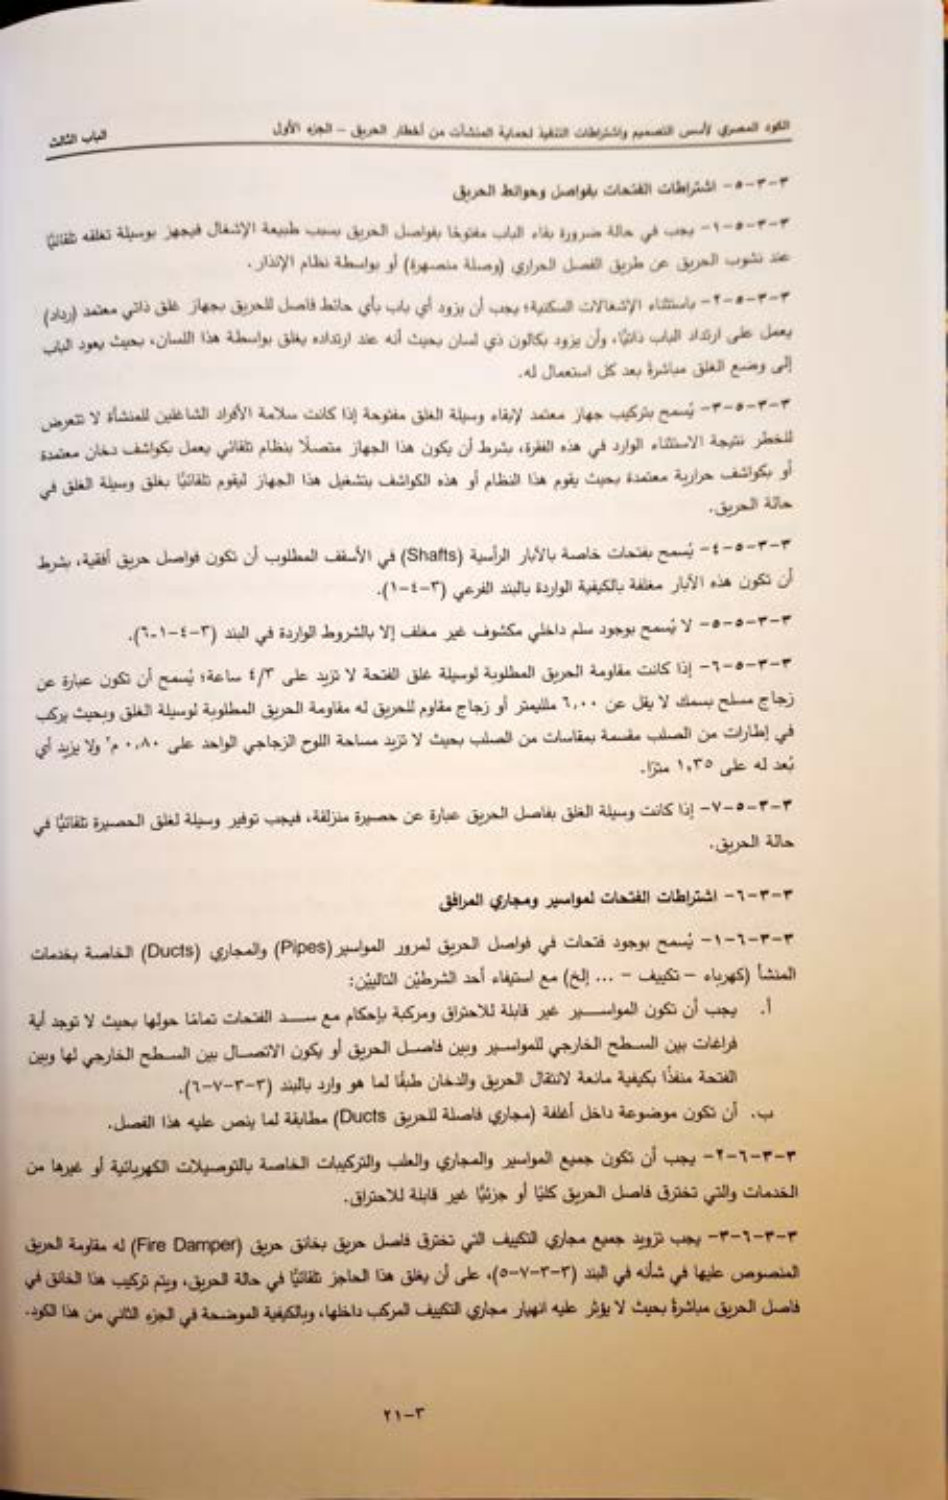 الكود المصري لأسس التصميم واشتراطات التنفيذ لحماية المنشآت من أخطار الحريق – الجزء الأول
الباب الثالث
٣-٣-٥- اشتراطات الفتحات بفواصل وحوائط الحريق
٣-٣-٥-١- يجب في حالة ضرورة بقاء الباب مفتوحًا بفواصل الحريق بسبب طبيعة الإشغال فيجهز بوسيلة تغلقه تلقائيًا
عند نشوب الحريق عن طريق الفصل الحراري (وصلة منصهرة) أو بواسطة نظام الإنذار.
٣-٣-٥-٢- باستثناء الإشغالات السكنية؛ يجب أن يزود أي باب بأي حائط فاصل للحريق بجهاز غلق ذاتي معتمد (رداد)
يعمل على ارتداد الباب ذاتيًا، وأن يزود بكالون ذي لسان بحيث أنه عند ارتداده يغلق بواسطة هذا اللسان، بحيث يعود الباب
إلى وضع الغلق مباشرةً بعد كل استعمال له.
٣-٣-٥-٣- يُسمح بتركيب جهاز معتمد لإبقاء وسيلة الغلق مفتوحة إذا كانت سلامة الأفراد الشاغلين للمنشأة لا تتعرض
للخطر نتيجة الاستثناء الوارد في هذه الفقرة، بشرط أن يكون هذا الجهاز متصلًا بنظام تلقائي يعمل بكواشف دخان معتمدة
أو بكواشف حرارية معتمدة بحيث يقوم هذا النظام أو هذه الكواشف بتشغيل هذا الجهاز ليقوم تلقائيًا بغلق وسيلة الغلق في
حالة الحريق.
٣-٣-٥-٤- يُسمح بفتحات خاصة بالآبار الرأسية (Shafts) في الأسقف المطلوب أن تكون فواصل حريق أفقية، بشرط
أن تكون هذه الآبار مغلفة بالكيفية الواردة بالبند الفرعي (٣-٤-١).
٣-٣-٥-٥- لا يُسمح بوجود سلم داخلي مكشوف غير مغلف إلا بالشروط الواردة في البند (٣-٤-١-٦).
٣-٣-٥-٦- إذا كانت مقاومة الحريق المطلوبة لوسيلة غلق الفتحة لا تزيد على ٤/٣ ساعة؛ يُسمح أن تكون عبارة عن
زجاج مسلح بسمك لا يقل عن ٦,٠٠ ملليمتر أو زجاج مقاوم للحريق له مقاومة الحريق المطلوبة لوسيلة الغلق وبحيث يركب
في إطارات من الصلب مقسمة بمقاسات من الصلب بحيث لا تزيد مساحة اللوح الزجاجي الواحد على ٠,٨٠ م٢ ولا يزيد أي
بُعد له على ١,٣٥ مترًا.
٣-٣-٥-٧- إذا كانت وسيلة الغلق بفاصل الحريق عبارة عن حصيرة منزلقة، فيجب توفير وسيلة لغلق الحصيرة تلقائيًا في
حالة الحريق.
٣-٣-٦- اشتراطات الفتحات لمواسير ومجاري المرافق
٣-٣-٦-١- يُسمح بوجود فتحات في فواصل الحريق لمرور المواسير (Pipes) والمجاري (Ducts) الخاصة بخدمات
المنشأ (كهرباء – تكييف – ... إلخ) مع استيفاء أحد الشرطيْن التالييْن:
أ. يجب أن تكون المواسير غير قابلة للاحتراق ومركبة بإحكام مع سد الفتحات تمامًا حولها بحيث لا توجد أية
فراغات بين السطح الخارجي للمواسير وبين فاصل الحريق أو يكون الاتصال بين السطح الخارجي لها وبين
الفتحة منفذًا بكيفية مانعة لانتقال الحريق والدخان طبقًا لما هو وارد بالبند (٣-٣-٧-٦).
ب. أن تكون موضوعة داخل أغلفة (مجاري فاصلة للحريق Ducts) مطابقة لما ينص عليه هذا الفصل.
٣-٣-٦-٢- يجب أن تكون جميع المواسير والمجاري والعلب والتركيبات الخاصة بالتوصيلات الكهربائية أو غيرها من
الخدمات والتي تخترق فاصل الحريق كليًا أو جزئيًا غير قابلة للاحتراق.
٣-٣-٦-٣- يجب تزويد جميع مجاري التكييف التي تخترق فاصل حريق بخانق حريق (Fire Damper) له مقاومة الحريق
المنصوص عليها في شأنه في البند (٣-٣-٧-٥)، على أن يغلق هذا الحاجز تلقائيًا في حالة الحريق، ويتم تركيب هذا الخانق في
فاصل الحريق مباشرةً بحيث لا يؤثر عليه انهيار مجاري التكييف المركب داخلها، وبالكيفية الموضحة في الجزء الثاني من هذا الكود.
٣-٢١